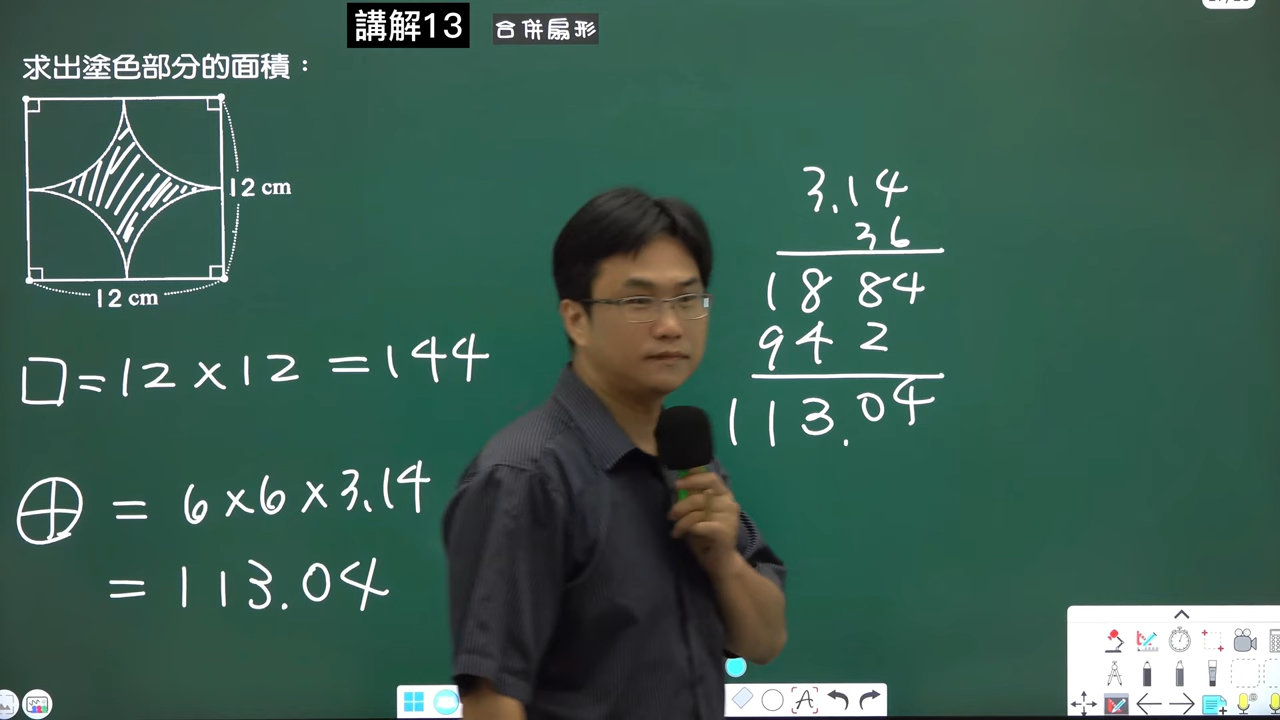 講解13 合併扇形
求出塗色部分的面積：
12 cm
12 cm
□=12×12=144
⊕ = 6×6×3.14
= 113.04
3.14
36
1884
942
113.04